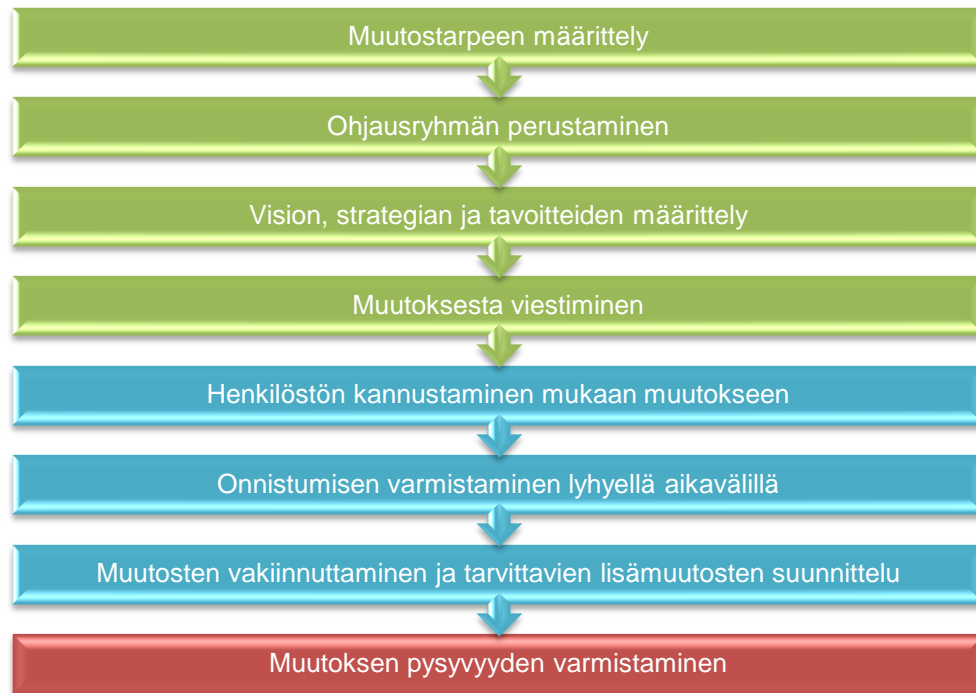 Muutostarpeen määrittely
Ohjausryhmän perustaminen
Vision, strategian ja tavoitteiden määrittely
Muutoksesta viestiminen
Henkilöstön kannustaminen mukaan muutokseen
Onnistumisen varmistaminen lyhyellä aikavälillä
Muutosten vakiinnuttaminen ja tarvittavien lisämuutosten suunnittelu
Muutoksen pysyvyyden varmistaminen